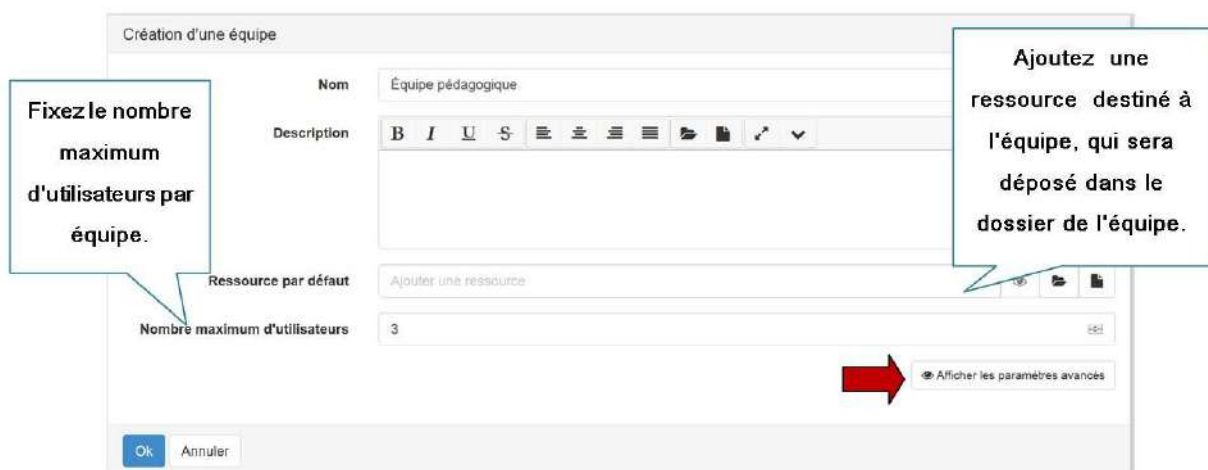 Création d'une équipe
Nom
Équipe pédagogique
Description
B I U S
Fixez le nombre
maximum
d'utilisateurs par
équipe.
Ajoutez une
ressource destiné à
l'équipe, qui sera
déposé dans le
dossier de l'équipe.
Ressource par défaut
Ajouter une ressource
Nombre maximum d'utilisateurs
3
Afficher les paramètres avancés
Ok Annuler